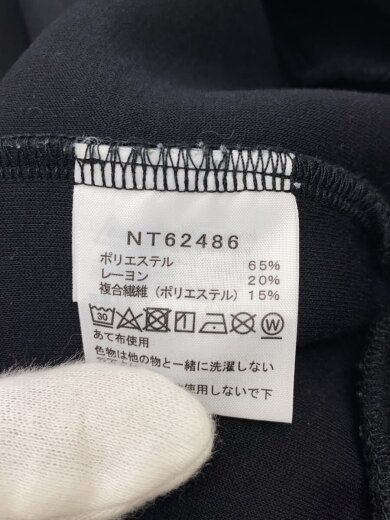 NT62486
ポリエステル 65%
レーヨン 20%
複合繊維（ポリエステル）15%
30 W
あて布使用
色物は他の物と一緒に洗濯しない
使用しないで下